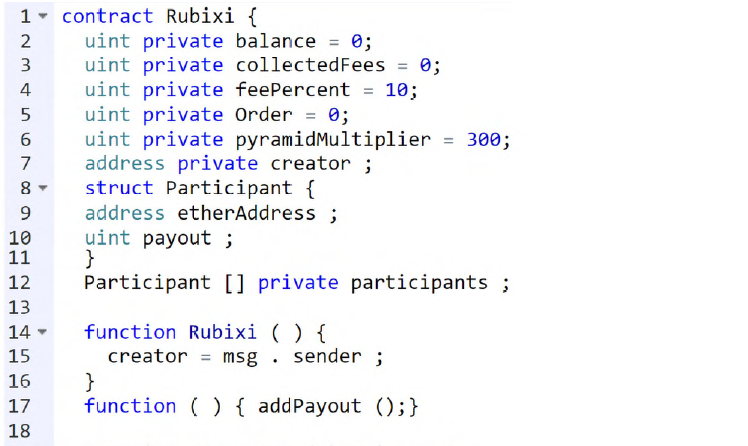 1 contract Rubixi {
2 uint private balance = 0;
3 uint private collectedFees = 0;
4 uint private feePercent = 10;
5 uint private Order = 0;
6 uint private pyramidMultiplier = 300;
7 address private creator ;
8 struct Participant {
9 address etherAddress ;
10 uint payout ;
11 }
12 Participant [] private participants ;
13
14 function Rubixi ( ) {
15 creator = msg . sender ;
16 }
17 function ( ) { addPayout ();}
18